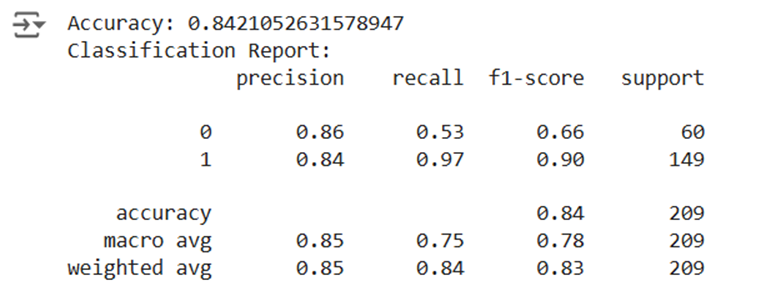 Accuracy: 0.8421052631578947
Classification Report:
precision recall f1-score support
0 0.86 0.53 0.66 60
1 0.84 0.97 0.90 149
accuracy 0.84 209
macro avg 0.85 0.75 0.78 209
weighted avg 0.85 0.84 0.83 209